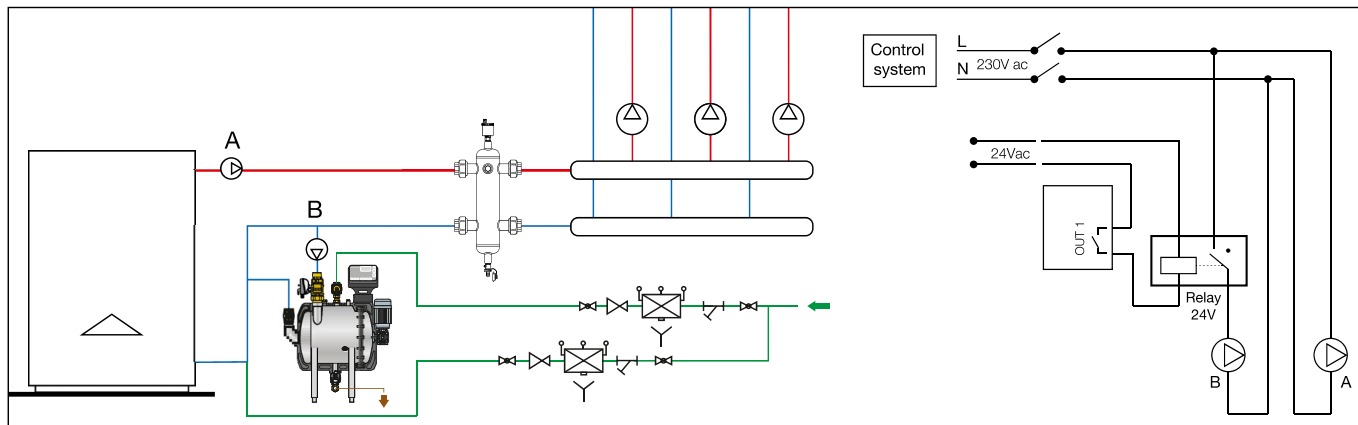 A
B
Control
system
L
N
230V ac
24Vac
OUT 1
Relay
24V
B
A